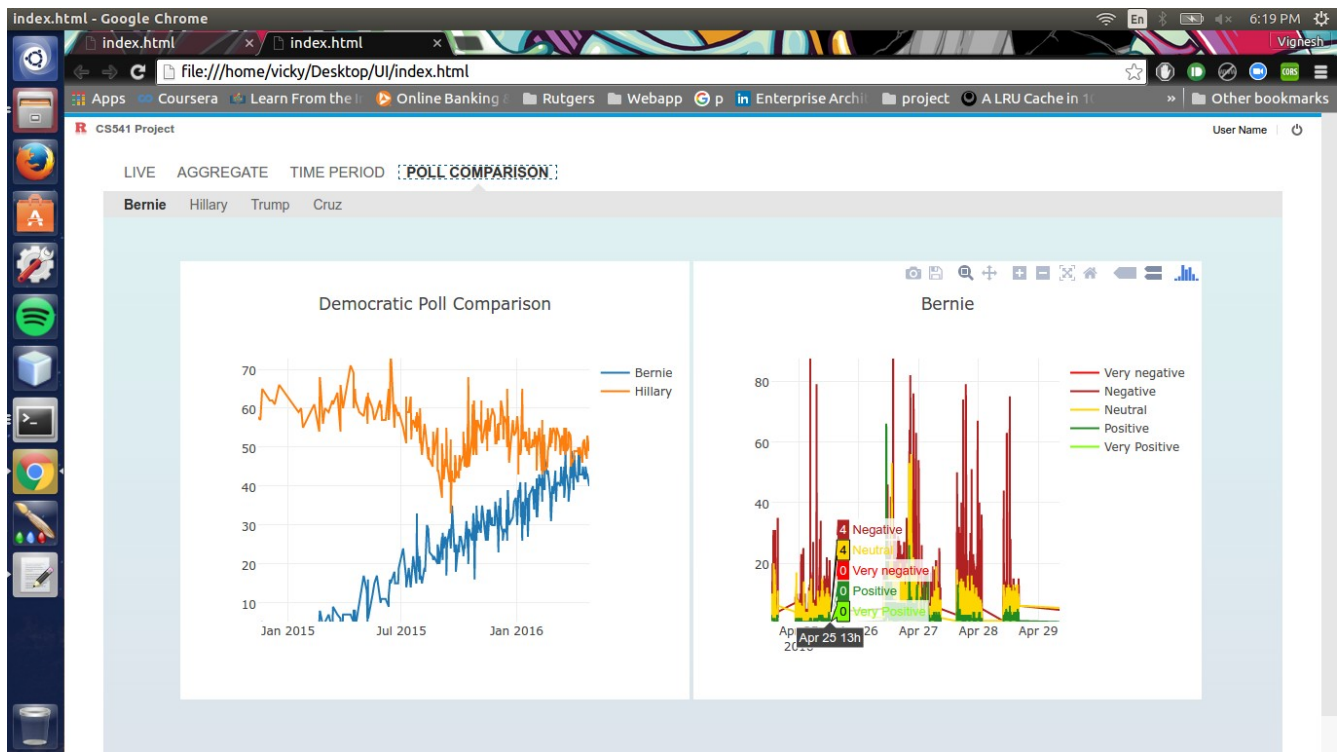 index.html - Google Chrome En 6:19 PM
index.html × index.html × Vignesh
file:///home/vicky/Desktop/UI/index.html
Apps Coursera Learn From the Online Banking Rutgers Webapp G p in Enterprise Archi project A LRU Cache in 1 » Other bookmarks
R CS541 Project User Name
LIVE AGGREGATE TIME PERIOD POLL COMPARISON
Bernie Hillary Trump Cruz
Democratic Poll Comparison
70
60
50
40
30
20
10
Jan 2015 Jul 2015 Jan 2016
Bernie
Hillary
Bernie
80
60
40
20
4 Negative
4 Neutral
0 Very negative
0 Positive
0 Very Positive
Apr 25 13h
26 Apr 27 Apr 28 Apr 29
Very negative
Negative
Neutral
Positive
Very Positive